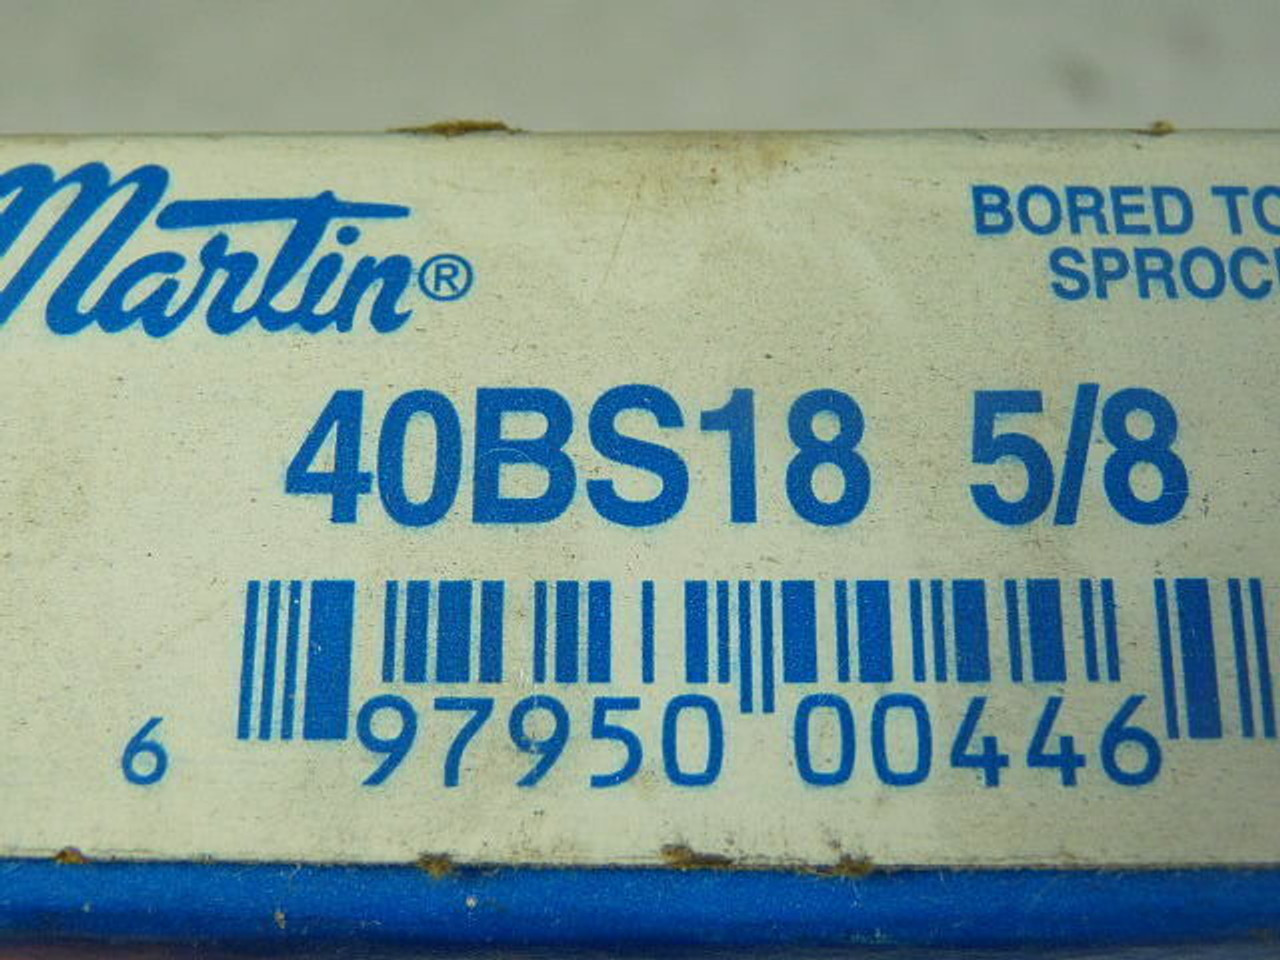 Martin®
BORED TO
SPROC
40BS18 5/8
6 97950 00446